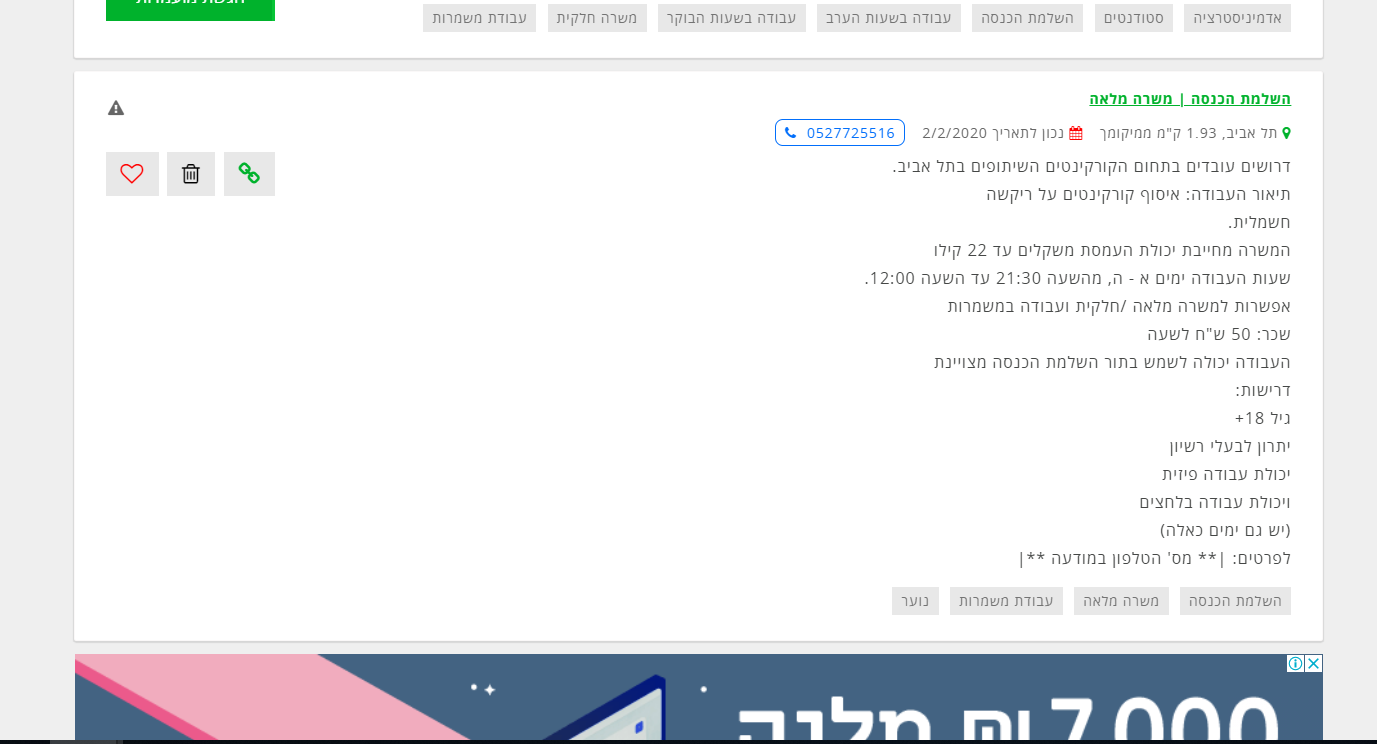 אדמיניסטרציה סטודנטים השלמת הכנסה עבודה בשעות הערב עבודה בשעות הבוקר משרה חלקית עבודת משמרות
השלמת הכנסה | משרה מלאה
תל אביב, 1.93 ק"מ ממיקומך נכון לתאריך 2/2/2020 0527725516
דרושים עובדים בתחום הקורקינטים השיתופים בתל אביב.
תיאור העבודה: איסוף קורקינטים על ריקשה
חשמלית.
המשרה מחייבת יכולת העמסת משקלים עד 22 קילו
שעות העבודה ימים א - ה, מהשעה 21:30 עד השעה 12:00.
אפשרות למשרה מלאה /חלקית ועבודה במשמרות
שכר: 50 ש"ח לשעה
העבודה יכולה לשמש בתור השלמת הכנסה מצויינת
דרישות:
גיל 18+
יתרון לבעלי רשיון
יכולת עבודה פיזית
ויכולת עבודה בלחצים
(יש גם ימים כאלה)
לפרטים: |** מס' הטלפון במודעה **|
השלמת הכנסה משרה מלאה עבודת משמרות נוער
7,000 ₪ מלגה